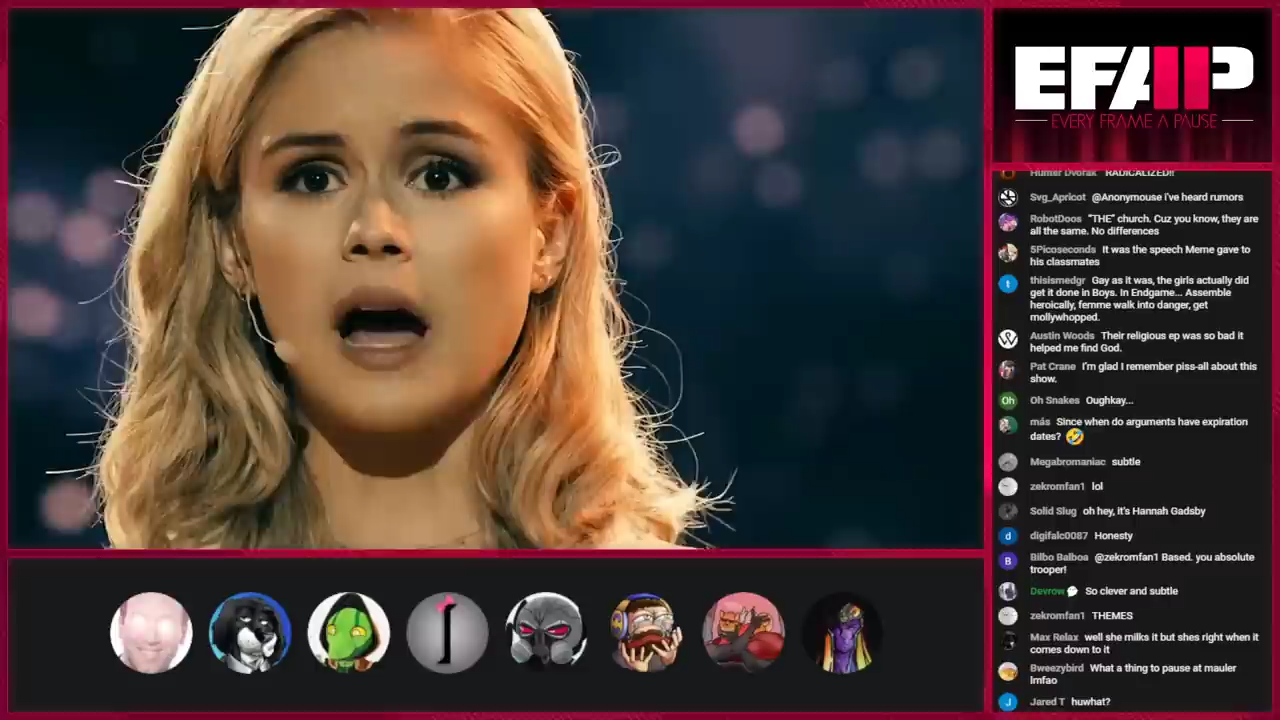 EFAP
EVERY FRAME A PAUSE
Hunter Dvorak RADICALIZED!!
Svg_Apricot @Anonymouse i've heard rumors
RobotDoos "THE" church. Cuz you know, they are
all the same. No differences
5Picoseconds It was the speech Meme gave to
his classmates
t
thisismedgr Gay as it was, the girls actually did
get it done in Boys. In Endgame... Assemble
heroically, femme walk into danger, get
mollywhopped.
Austin Woods Their religious ep was so bad it
helped me find God.
Pat Crane I'm glad I remember piss-all about this
show.
Oh
Oh Snakes Oughkay...
más Since when do arguments have expiration
dates? 🤣
Megabromaniac subtle
zekromfan1 lol
Solid Slug oh hey, it's Hannah Gadsby
d
digifalc0087 Honesty
B
Bilbo Balboa @zekromfan1 Based. you absolute
trooper!
Devrow So clever and subtle
zekromfan1 THEMES
Max Relax well she milks it but shes right when it
comes down to it
Bweezybird What a thing to pause at mauler
lmfao
J
Jared T huwhat?